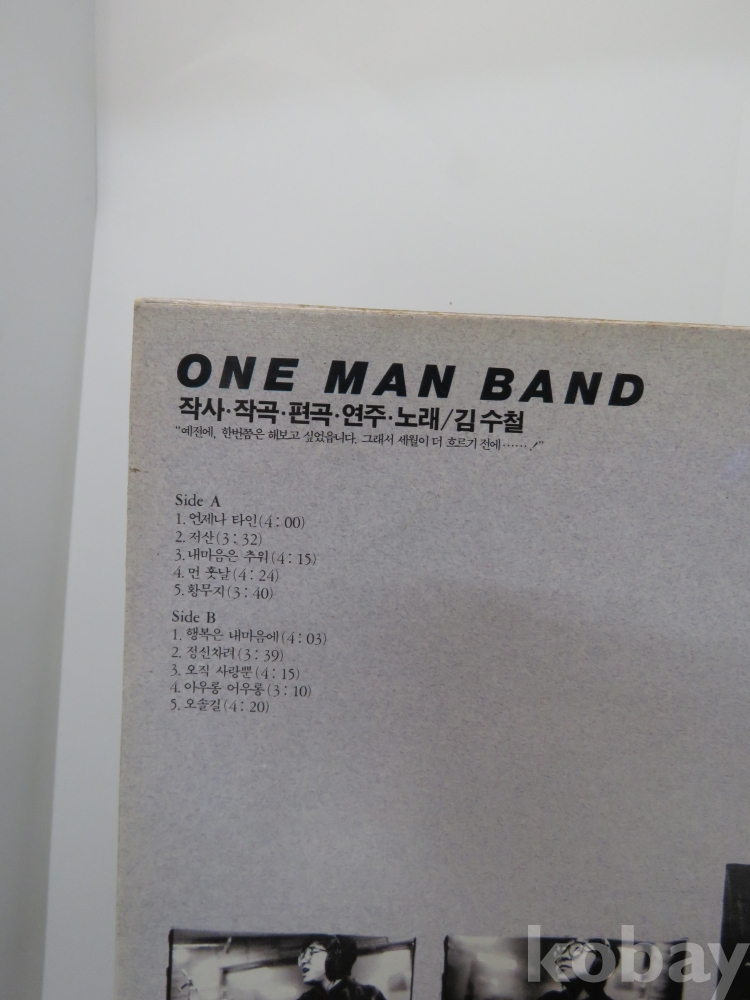 ONE MAN BAND
작사·작곡·편곡·연주·노래/김수철
"예전에, 한번쯤은 해보고 싶었읍니다. 그래서 세월이 더 흐르기 전에……!"
Side A
1. 언제나 타인(4:00)
2. 저산(3:32)
3. 내마음은 추워(4:15)
4. 먼 훗날(4:24)
5. 황무지(3:40)
Side B
1. 행복은 내마음에(4:03)
2. 정신차려(3:39)
3. 오직 사랑뿐(4:15)
4. 아우롱 어우롱(3:10)
5. 오솔길(4:20)
kobay